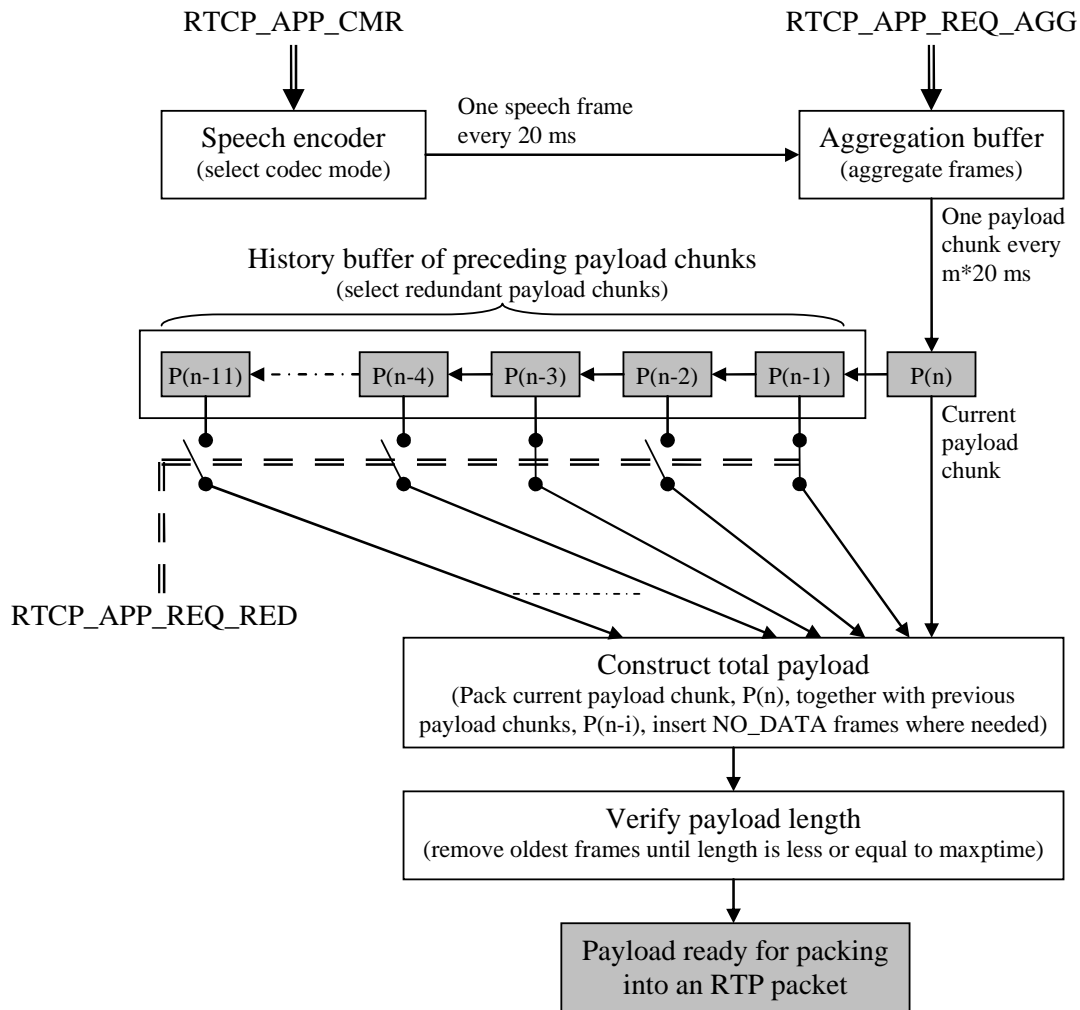 RTCP_APP_CMR
RTCP_APP_REQ_AGG
Speech encoder
(select codec mode)
One speech frame
every 20 ms
Aggregation buffer
(aggregate frames)
One payload
chunk every
m*20 ms
History buffer of preceding payload chunks
(select redundant payload chunks)
P(n-11)
P(n-4)
P(n-3)
P(n-2)
P(n-1)
P(n)
Current
payload
chunk
RTCP_APP_REQ_RED
Construct total payload
(Pack current payload chunk, P(n), together with previous
payload chunks, P(n-i), insert NO_DATA frames where needed)
Verify payload length
(remove oldest frames until length is less or equal to maxptime)
Payload ready for packing
into an RTP packet